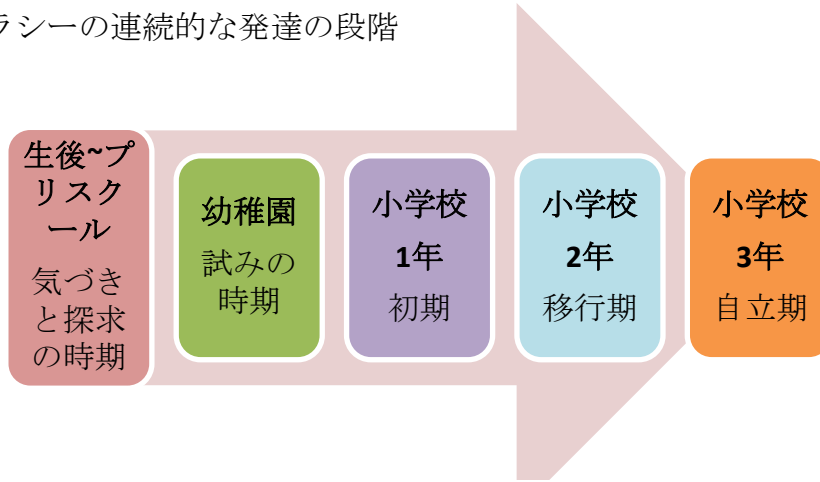 ラシーの連続的な発達の段階
生後~プ
リスク
ール
気づき
と探求
の時期
幼稚園
試みの
時期
小学校
1年
初期
小学校
2年
移行期
小学校
3年
自立期